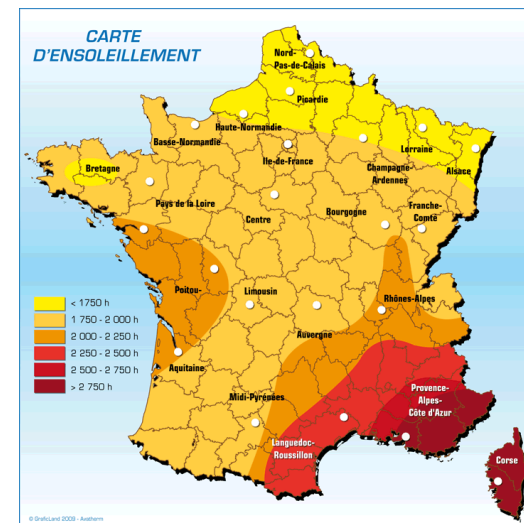 CARTE
D'ENSOLEILLEMENT
Nord-
Pas-de-Calais
Picardie
Haute-Normandie
Basse-Normandie
Ile-de-France
Lorraine
Champagne-
Ardennes
Alsace
Bretagne
Pays de la Loire
Centre
Bourgogne
Franche-
Comté
Poitou-
Limousin
Rhônes-Alpes
Auvergne
Aquitaine
Midi-Pyrénées
Provence-
Alpes-
Côte d'Azur
Languedoc-
Roussillon
Corse
< 1750 h
1 750 - 2 000 h
2 000 - 2 250 h
2 250 - 2 500 h
2 500 - 2 750 h
> 2 750 h
© GraficLand 2009 - Axatherm